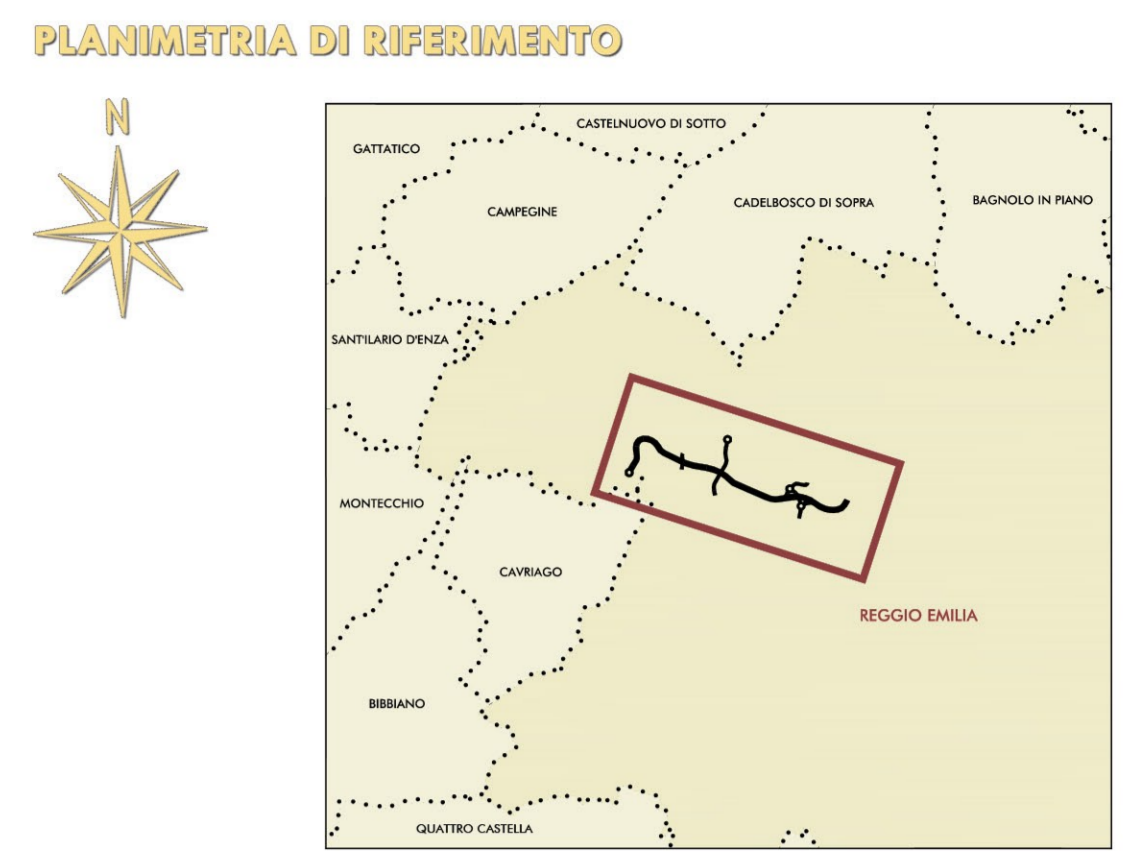 PLANIMETRIA DI RIFERIMENTO
N
CASTELNUOVO DI SOTTO
GATTATICO
CADELBOSCO DI SOPRA
BAGNOLO IN PIANO
CAMPEGINE
SANT'ILARIO D'ENZA
MONTECCHIO
CAVRIAGO
REGGIO EMILIA
BIBBIANO
QUATTRO CASTELLA